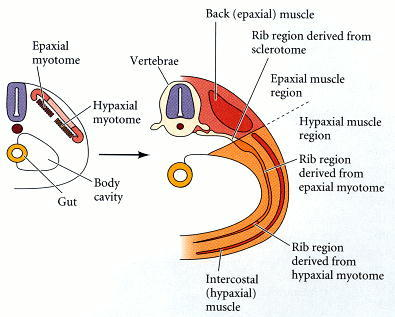 Back (epaxial) muscle
Rib region derived from
sclerotome
Epaxial
myotome
Vertebrae
Epaxial muscle
region
Hypaxial
myotome
Hypaxial muscle
region
Rib region
derived from
epaxial myotome
Body
cavity
Gut
Rib region
derived from
hypaxial myotome
Intercostal
(hypaxial)
muscle